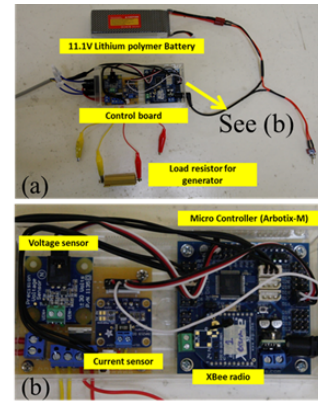 11.1V Lithium polymer Battery
Control board
See (b)
Load resistor for
generator
(a)
Micro Controller (Arbotix-M)
Voltage sensor
Current sensor
XBee radio
(b)